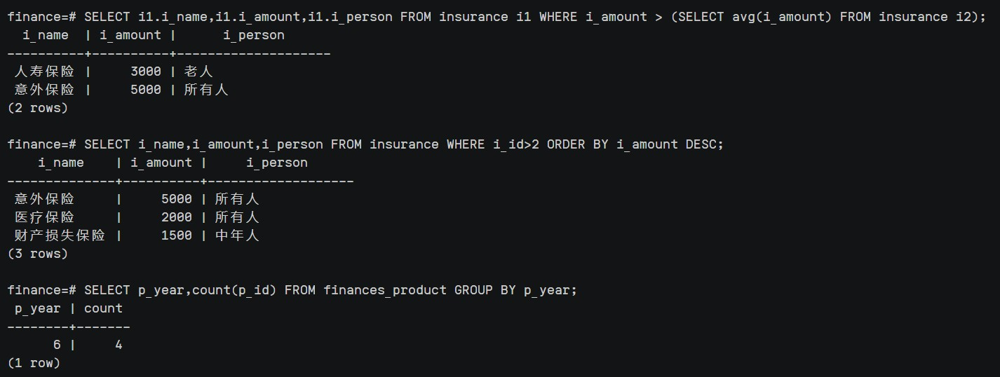 finance=# SELECT i1.i_name,i1.i_amount,i1.i_person FROM insurance i1 WHERE i_amount > (SELECT avg(i_amount) FROM insurance i2);
  i_name  | i_amount |      i_person
----------+----------+--------------------
 人寿保险 |     3000 | 老人
 意外保险 |     5000 | 所有人
(2 rows)

finance=# SELECT i_name,i_amount,i_person FROM insurance WHERE i_id>2 ORDER BY i_amount DESC;
    i_name    | i_amount |     i_person
--------------+----------+-------------------
 意外保险     |     5000 | 所有人
 医疗保险     |     2000 | 所有人
 财产损失保险 |     1500 | 中年人
(3 rows)

finance=# SELECT p_year,count(p_id) FROM finances_product GROUP BY p_year;
 p_year | count
--------+-------
      6 |     4
(1 row)